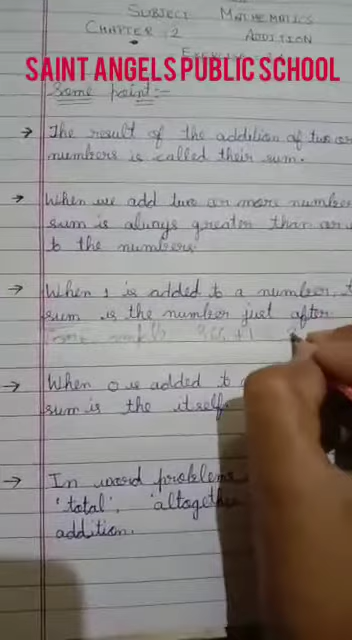 SUBJECT MATHEMATICS
CHAPTER : 2 ADDITION
SAINT ANGELS PUBLIC SCHOOL
Some point :-
→ The result of the addition of two or
numbers is called their sum.
→ When we add two or more number
sum is always greater than or
to the numbers.
→ When 1 is added to a number, t
sum is the number just after
→ When 0 is added to
sum is the itself.
→ In word problems
'total', 'altogether
addition.